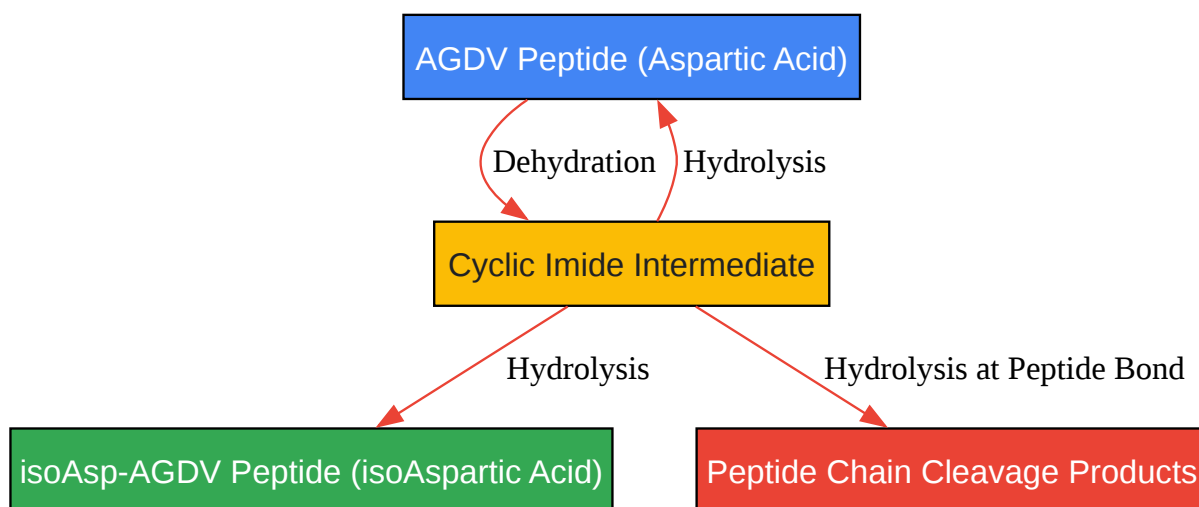 AGDV Peptide (Aspartic Acid)
Dehydration
Hydrolysis
Cyclic Imide Intermediate
Hydrolysis
Hydrolysis at Peptide Bond
isoAsp-AGDV Peptide (isoAspartic Acid)
Peptide Chain Cleavage Products